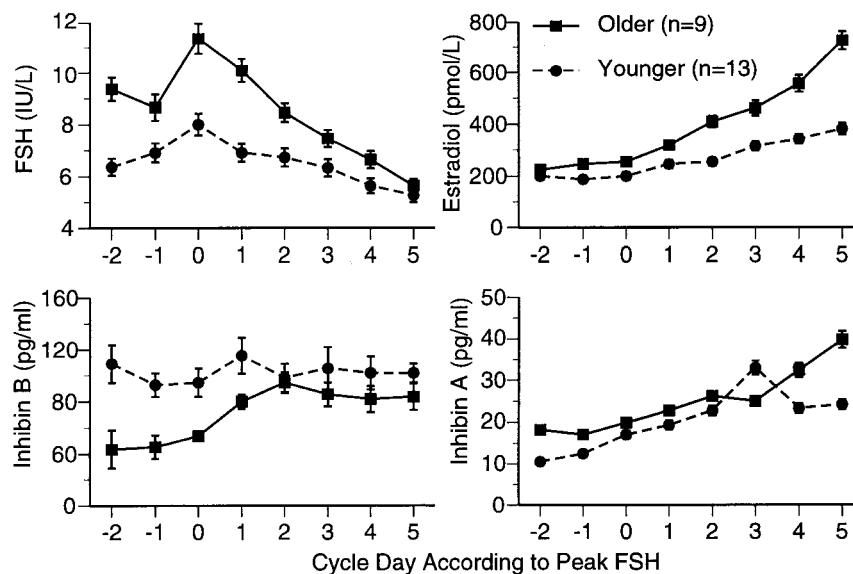 FSH (IU/L)
12
10
8
6
4
-2 -1 0 1 2 3 4 5
Estradiol (pmol/L)
800
600
400
200
0
-2 -1 0 1 2 3 4 5
Older (n=9)
Younger (n=13)
Inhibin B (pg/ml)
160
120
80
60
0
-2 -1 0 1 2 3 4 5
Inhibin A (pg/ml)
50
40
30
20
10
0
-2 -1 0 1 2 3 4 5
Cycle Day According to Peak FSH